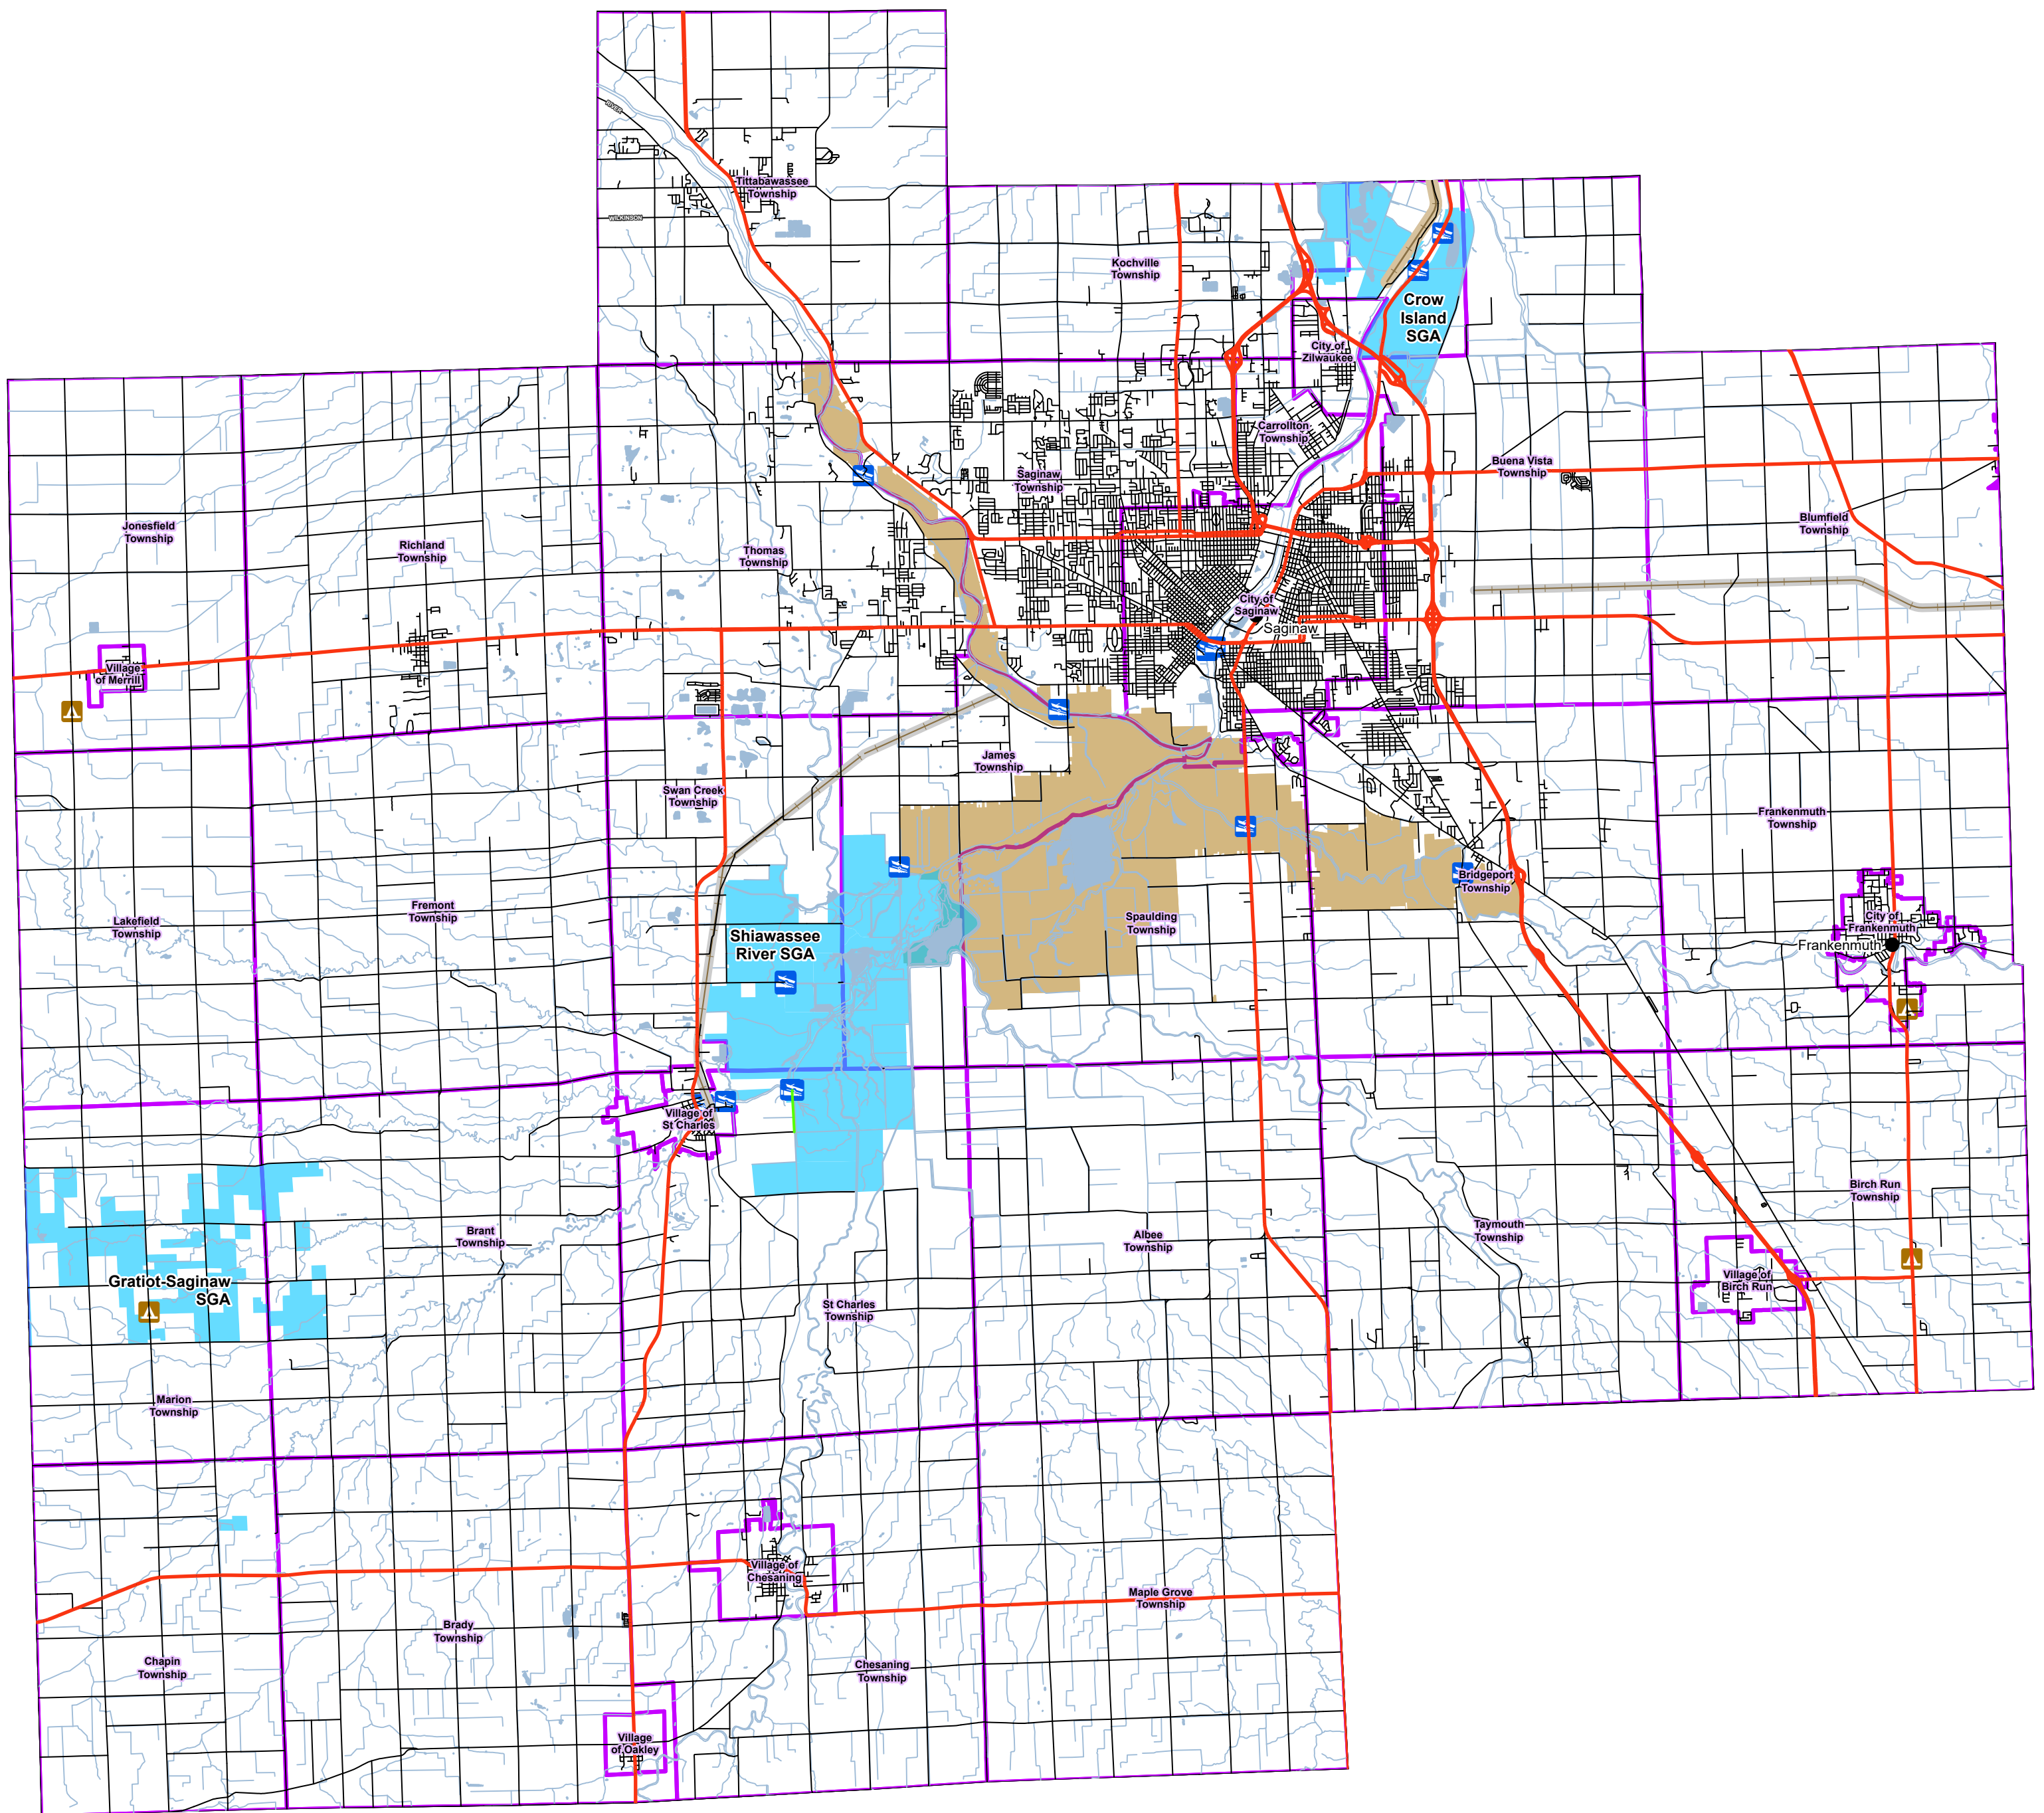 RIVER
Tittabawassee
Township
WILKINSON
Kochville
Township
Crow
Island
SGA
City of
Zilwaukee
Carrollton
Township
Buena Vista
Township
Saginaw
Township
Jonesfield
Township
Richland
Township
Thomas
Township
Blumfield
Township
City of
Saginaw
Saginaw
Village
of Merrill
James
Township
Swan Creek
Township
Frankenmuth
Township
Bridgeport
Township
Lakefield
Township
Fremont
Township
Spaulding
Township
City of
Frankenmuth
Frankenmuth
Shiawassee
River SGA
Village of
St Charles
Birch Run
Township
Brant
Township
Albee
Township
Taymouth
Township
Gratiot-Saginaw
SGA
Village of
Birch Run
St Charles
Township
Marion
Township
Village of
Chesaning
Maple Grove
Township
Brady
Township
Chapin
Township
Chesaning
Township
Village
of Oakley